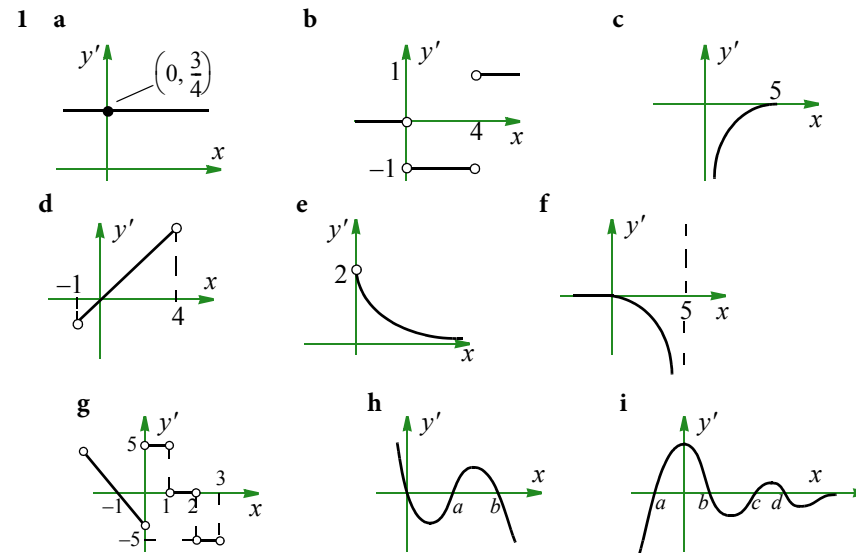 1 a b c
y′ (0, 3/4) x
y′ 1 4 x −1
y′ 5 x
d e f
y′ −1 x 4
y′ 2 x
y′ 5 x
g h i
y′ 5 3 −1 1 2 x −5
y′ x a b
y′ x a b c d